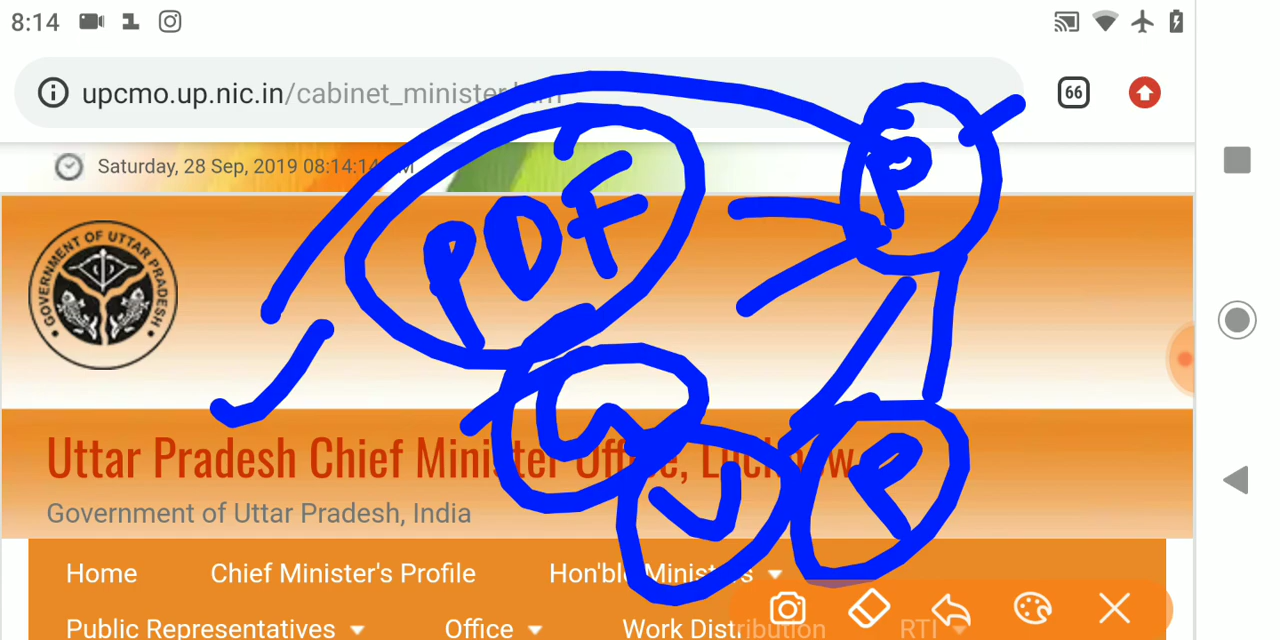 8:14
upcmo.up.nic.in/cabinet_minister
66
Saturday, 28 Sep, 2019 08:14:14
P
PDF
GOVERNMENT OF UTTAR PRADESH
Uttar Pradesh Chief Minister Office, Lucknow
P
Government of Uttar Pradesh, India
Home Chief Minister's Profile Hon'ble Ministers
Public Representatives Office Work Distribution RTI